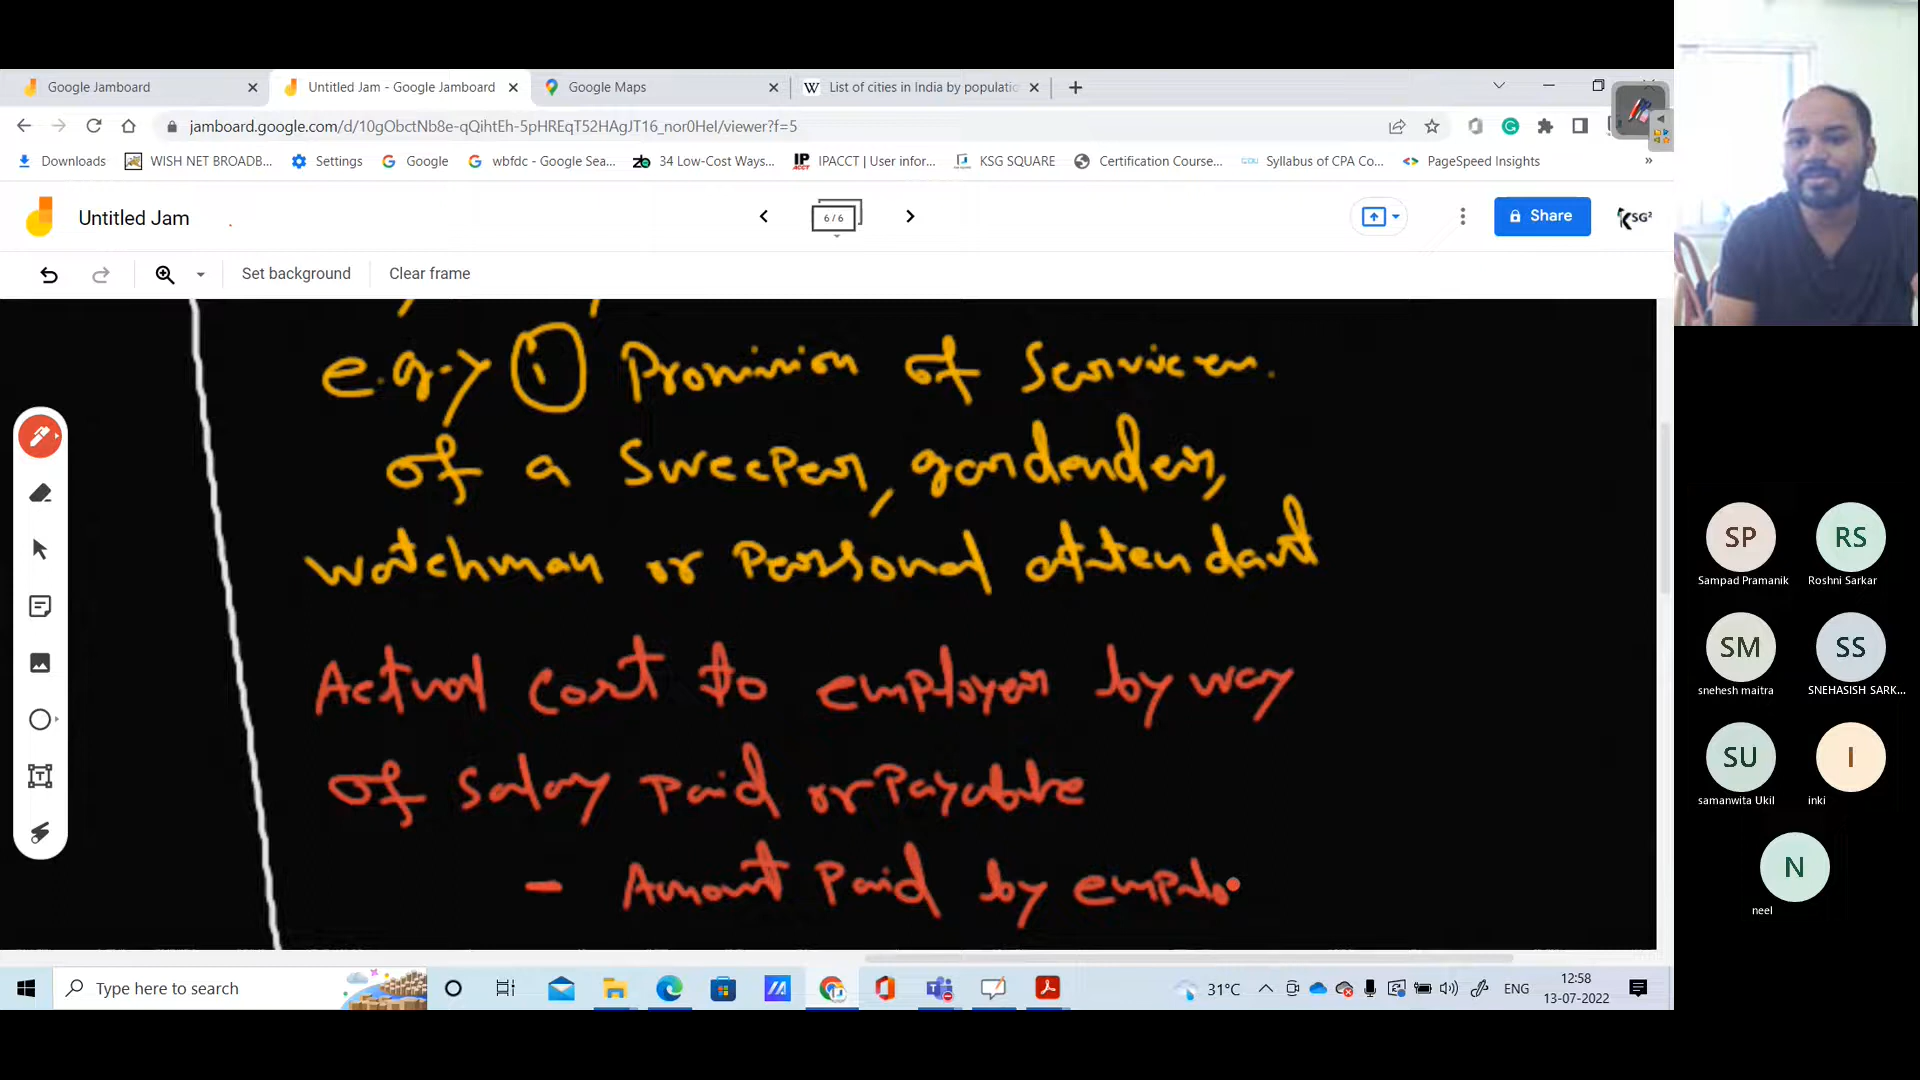 Google Jamboard
Untitled Jam - Google Jamboard
Google Maps
W List of cities in India by populatio
jamboard.google.com/d/10gObctNb8e-qQihtEh-5pHREqT52HAgJT16_nor0HeI/viewer?f=5
Downloads
WISH NET BROADB...
Settings
Google
wbfdc - Google Sea...
34 Low-Cost Ways...
IPACCT | User infor...
KSG SQUARE
Certification Course...
Syllabus of CPA Co...
PageSpeed Insights
»
Untitled Jam
6 / 6
Share
KSG²
Set background
Clear frame
e.g.→ ① Provision of Services
of a sweeper, gardender,
watchman or Personal attendant
Actual cost to employer by way
of salary paid or payable
- Amount Paid by emplo
Type here to search
31°C
ENG
12:58
13-07-2022
SP
Sampad Pramanik
RS
Roshni Sarkar
SM
snehesh maitra
SS
SNEHASISH SARK...
SU
samanwita Ukil
I
inki
N
neel